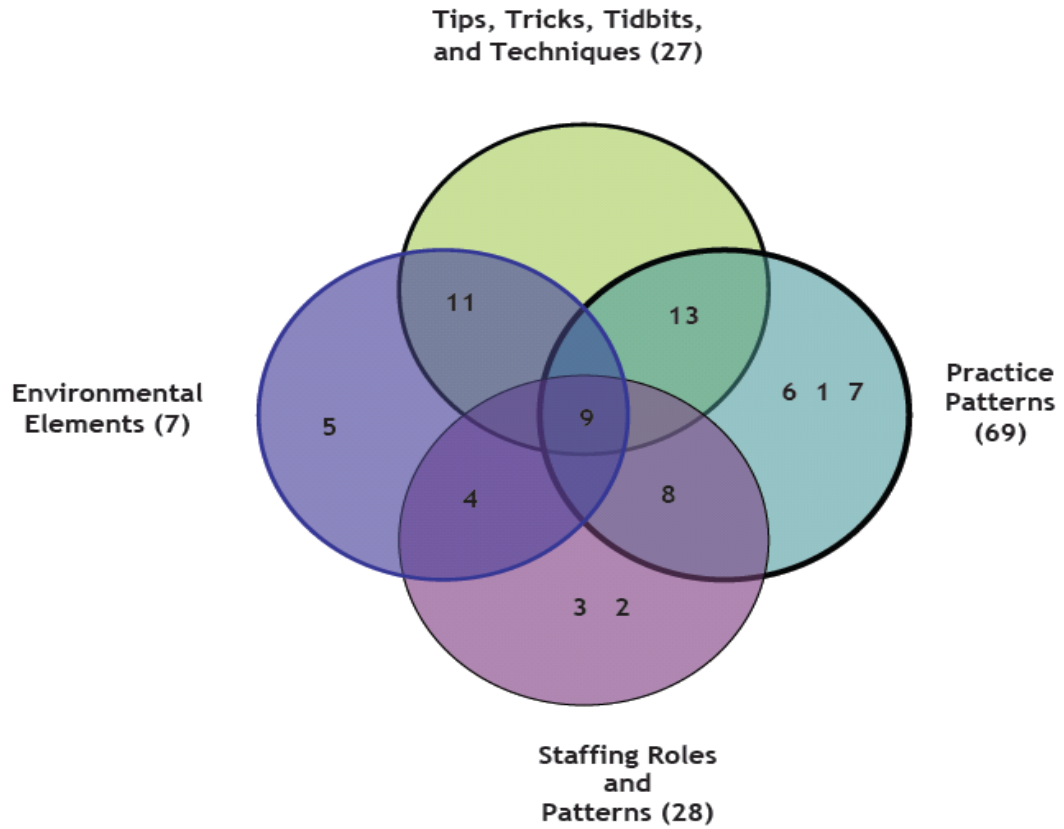 Tips, Tricks, Tidbits,
and Techniques (27)
11
13
Environmental
Elements (7)
5
9
6 1 7
Practice
Patterns
(69)
4
8
3 2
Staffing Roles
and
Patterns (28)